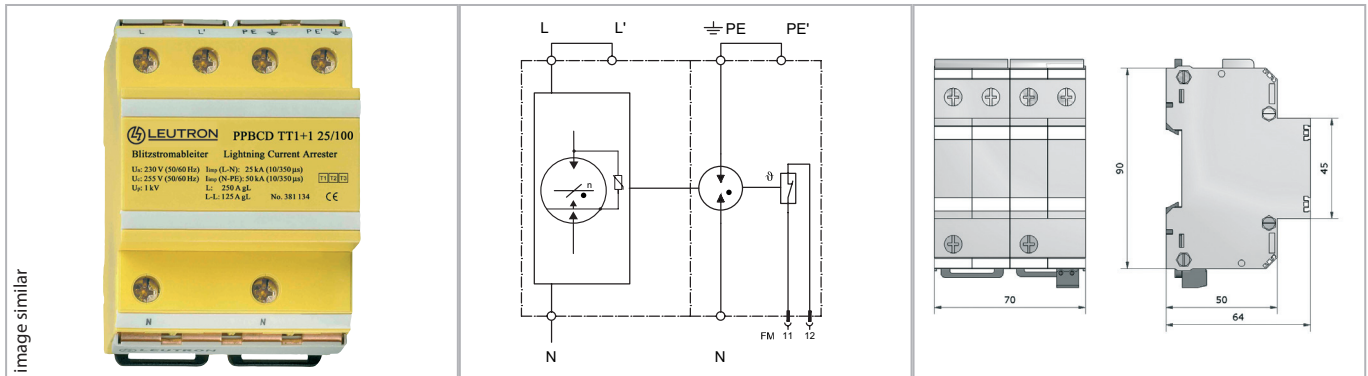 image similar
L L' PE PE'
LEUTRON PPBCD TT1+1 25/100
Blitzstromableiter Lightning Current Arrester
Uₙ: 230 V (50/60 Hz) Iimp (L-N): 25 kA (10/350 µs)
U꜀: 255 V (50/60 Hz) Iimp (N-PE): 50 kA (10/350 µs) T1 T2 T3
Uₚ: 1 kV L: 250 A gL
L-L: 125 A gL No. 381 134 CE
N N
LEUTRON
L L' PE PE'
n
ϑ
FM 11 12
N N
90
70
45
50
64